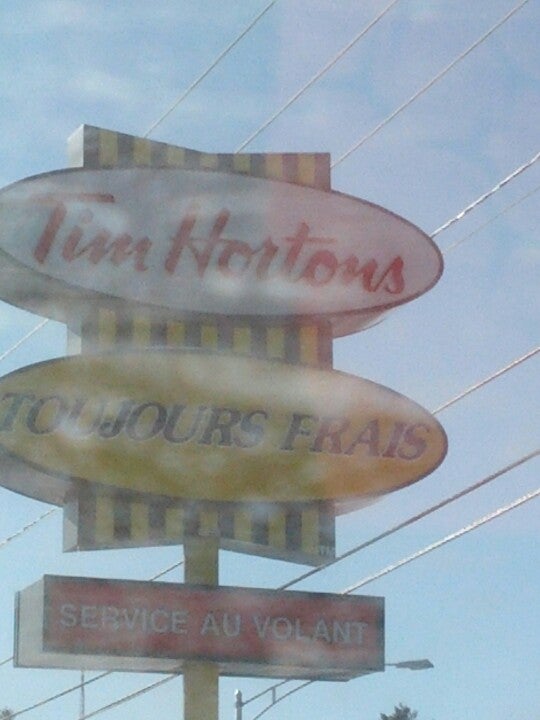 Tim Hortons
TOUJOURS FRAIS
SERVICE AU VOLANT